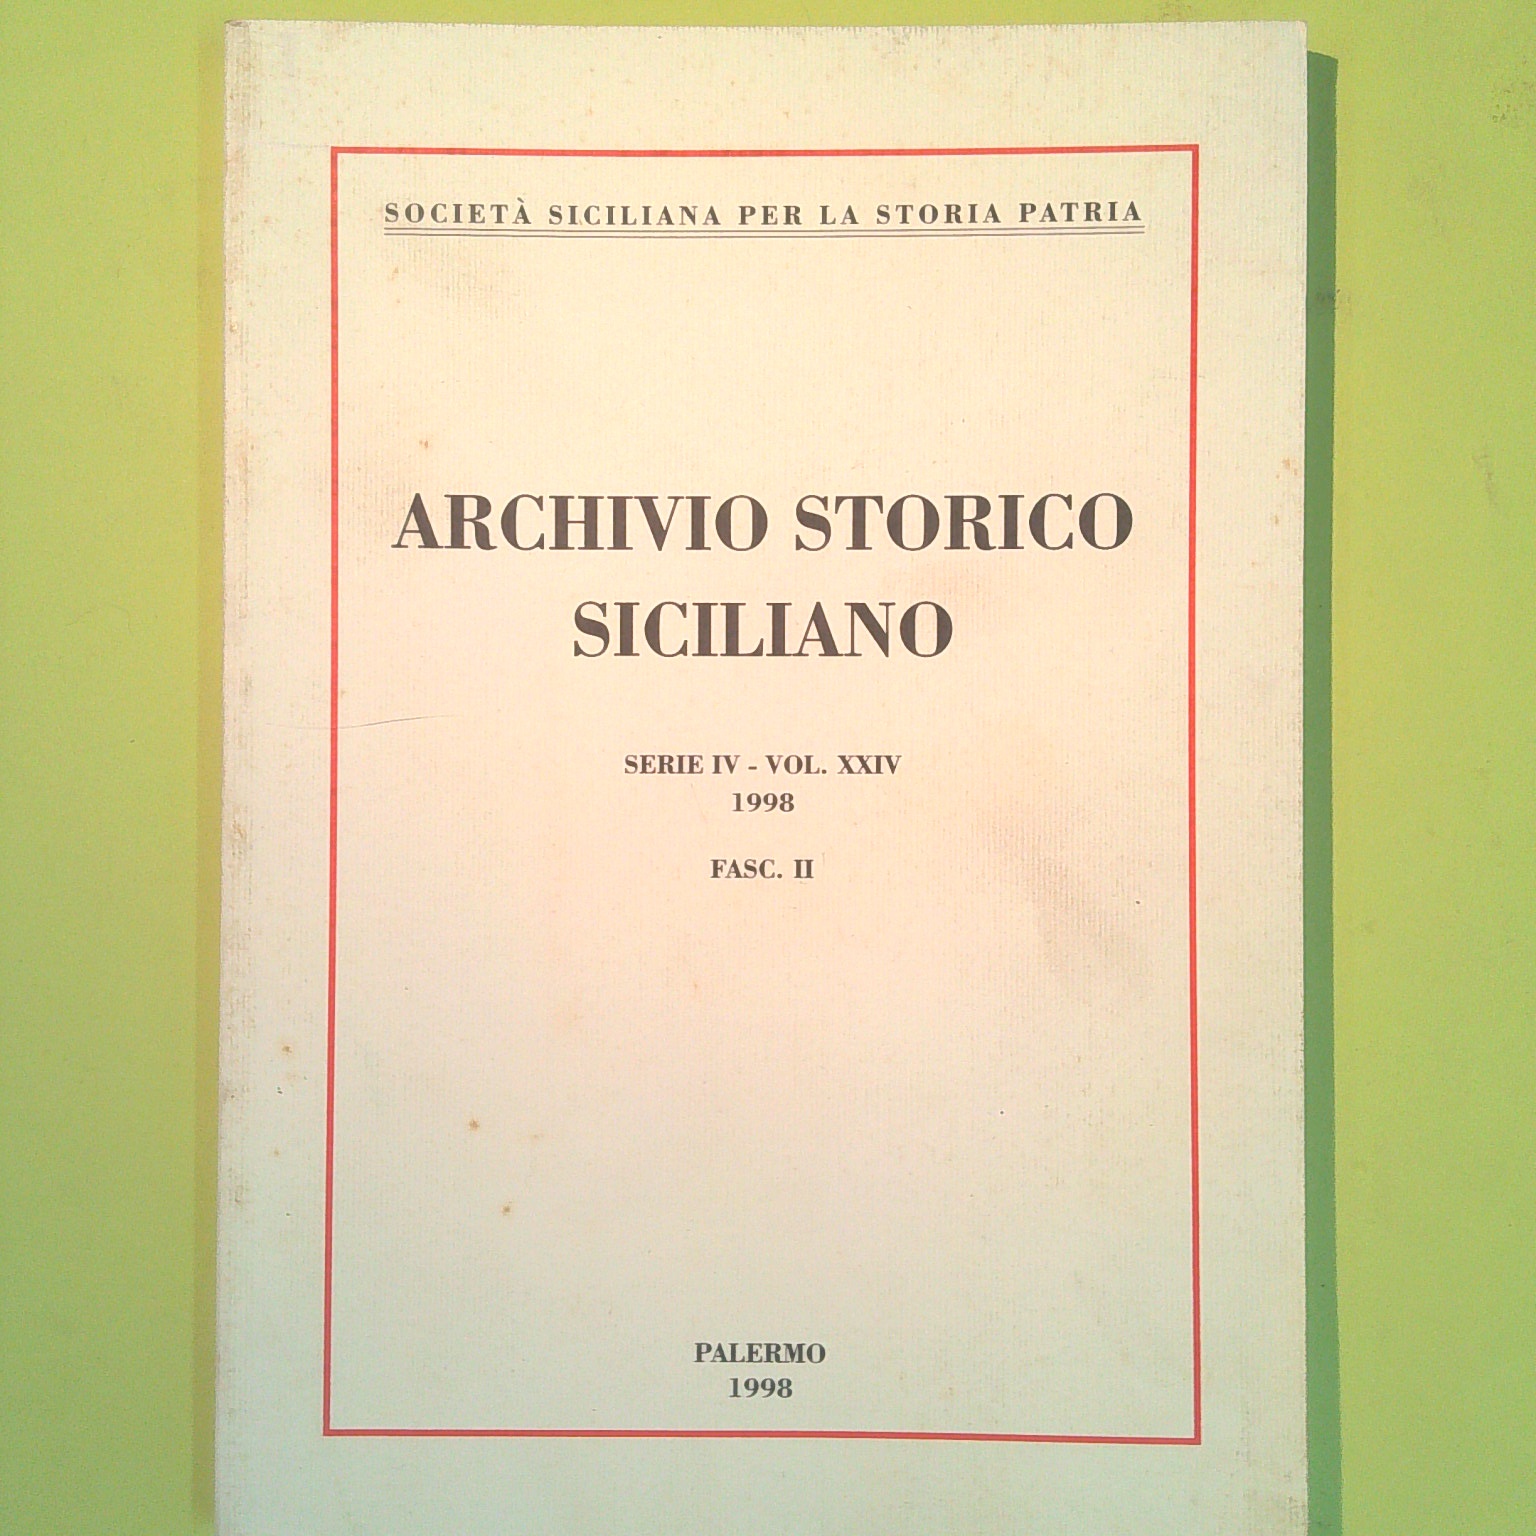 SOCIETÀ SICILIANA PER LA STORIA PATRIA
ARCHIVIO STORICO
SICILIANO
SERIE IV - VOL. XXIV
1998
FASC. II
PALERMO
1998